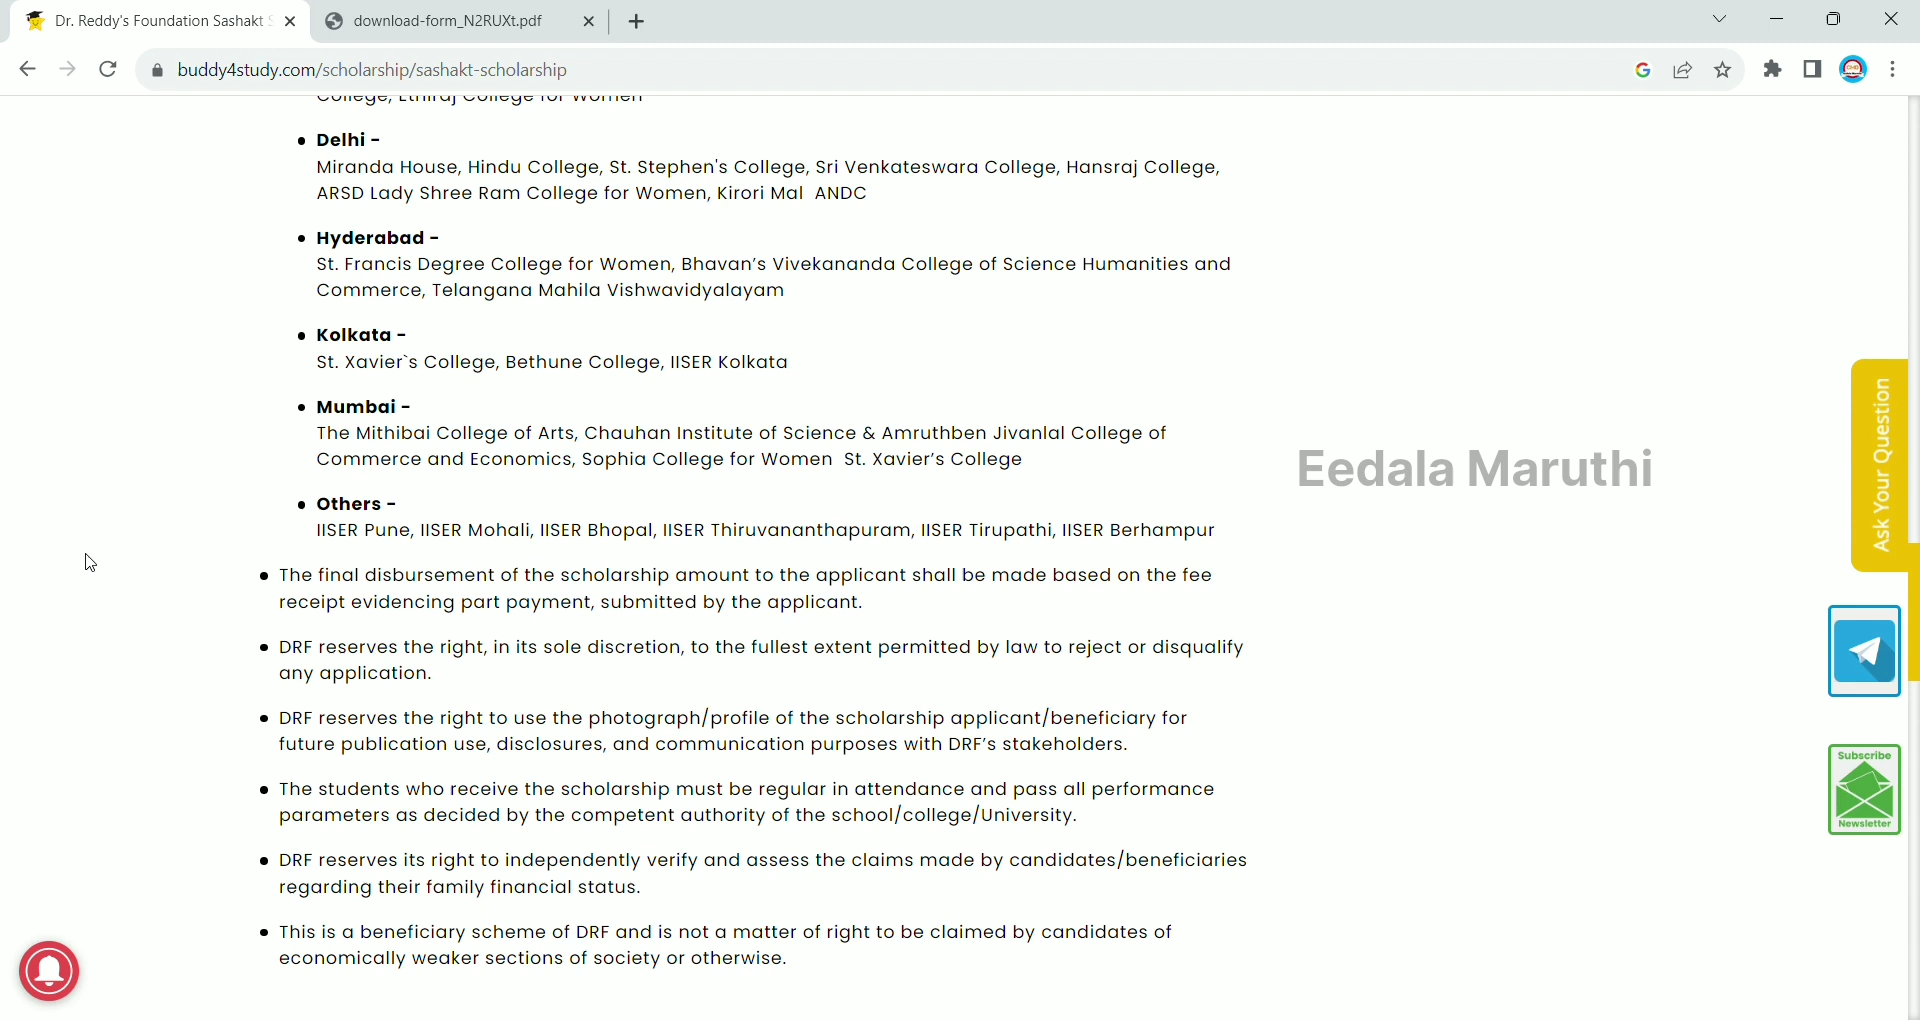 Dr. Reddy's Foundation Sashakt S
download-form_N2RUXt.pdf
buddy4study.com/scholarship/sashakt-scholarship
College, Ethiraj College for Women
Delhi -
Miranda House, Hindu College, St. Stephen's College, Sri Venkateswara College, Hansraj College,
ARSD Lady Shree Ram College for Women, Kirori Mal ANDC
Hyderabad -
St. Francis Degree College for Women, Bhavan's Vivekananda College of Science Humanities and
Commerce, Telangana Mahila Vishwavidyalayam
Kolkata -
St. Xavier`s College, Bethune College, IISER Kolkata
Mumbai -
The Mithibai College of Arts, Chauhan Institute of Science & Amruthben Jivanlal College of
Commerce and Economics, Sophia College for Women St. Xavier's College
Eedala Maruthi
Ask Your Question
Others -
IISER Pune, IISER Mohali, IISER Bhopal, IISER Thiruvananthapuram, IISER Tirupathi, IISER Berhampur
The final disbursement of the scholarship amount to the applicant shall be made based on the fee
receipt evidencing part payment, submitted by the applicant.
DRF reserves the right, in its sole discretion, to the fullest extent permitted by law to reject or disqualify
any application.
DRF reserves the right to use the photograph/profile of the scholarship applicant/beneficiary for
future publication use, disclosures, and communication purposes with DRF's stakeholders.
Subscribe
Newsletter
The students who receive the scholarship must be regular in attendance and pass all performance
parameters as decided by the competent authority of the school/college/University.
DRF reserves its right to independently verify and assess the claims made by candidates/beneficiaries
regarding their family financial status.
This is a beneficiary scheme of DRF and is not a matter of right to be claimed by candidates of
economically weaker sections of society or otherwise.